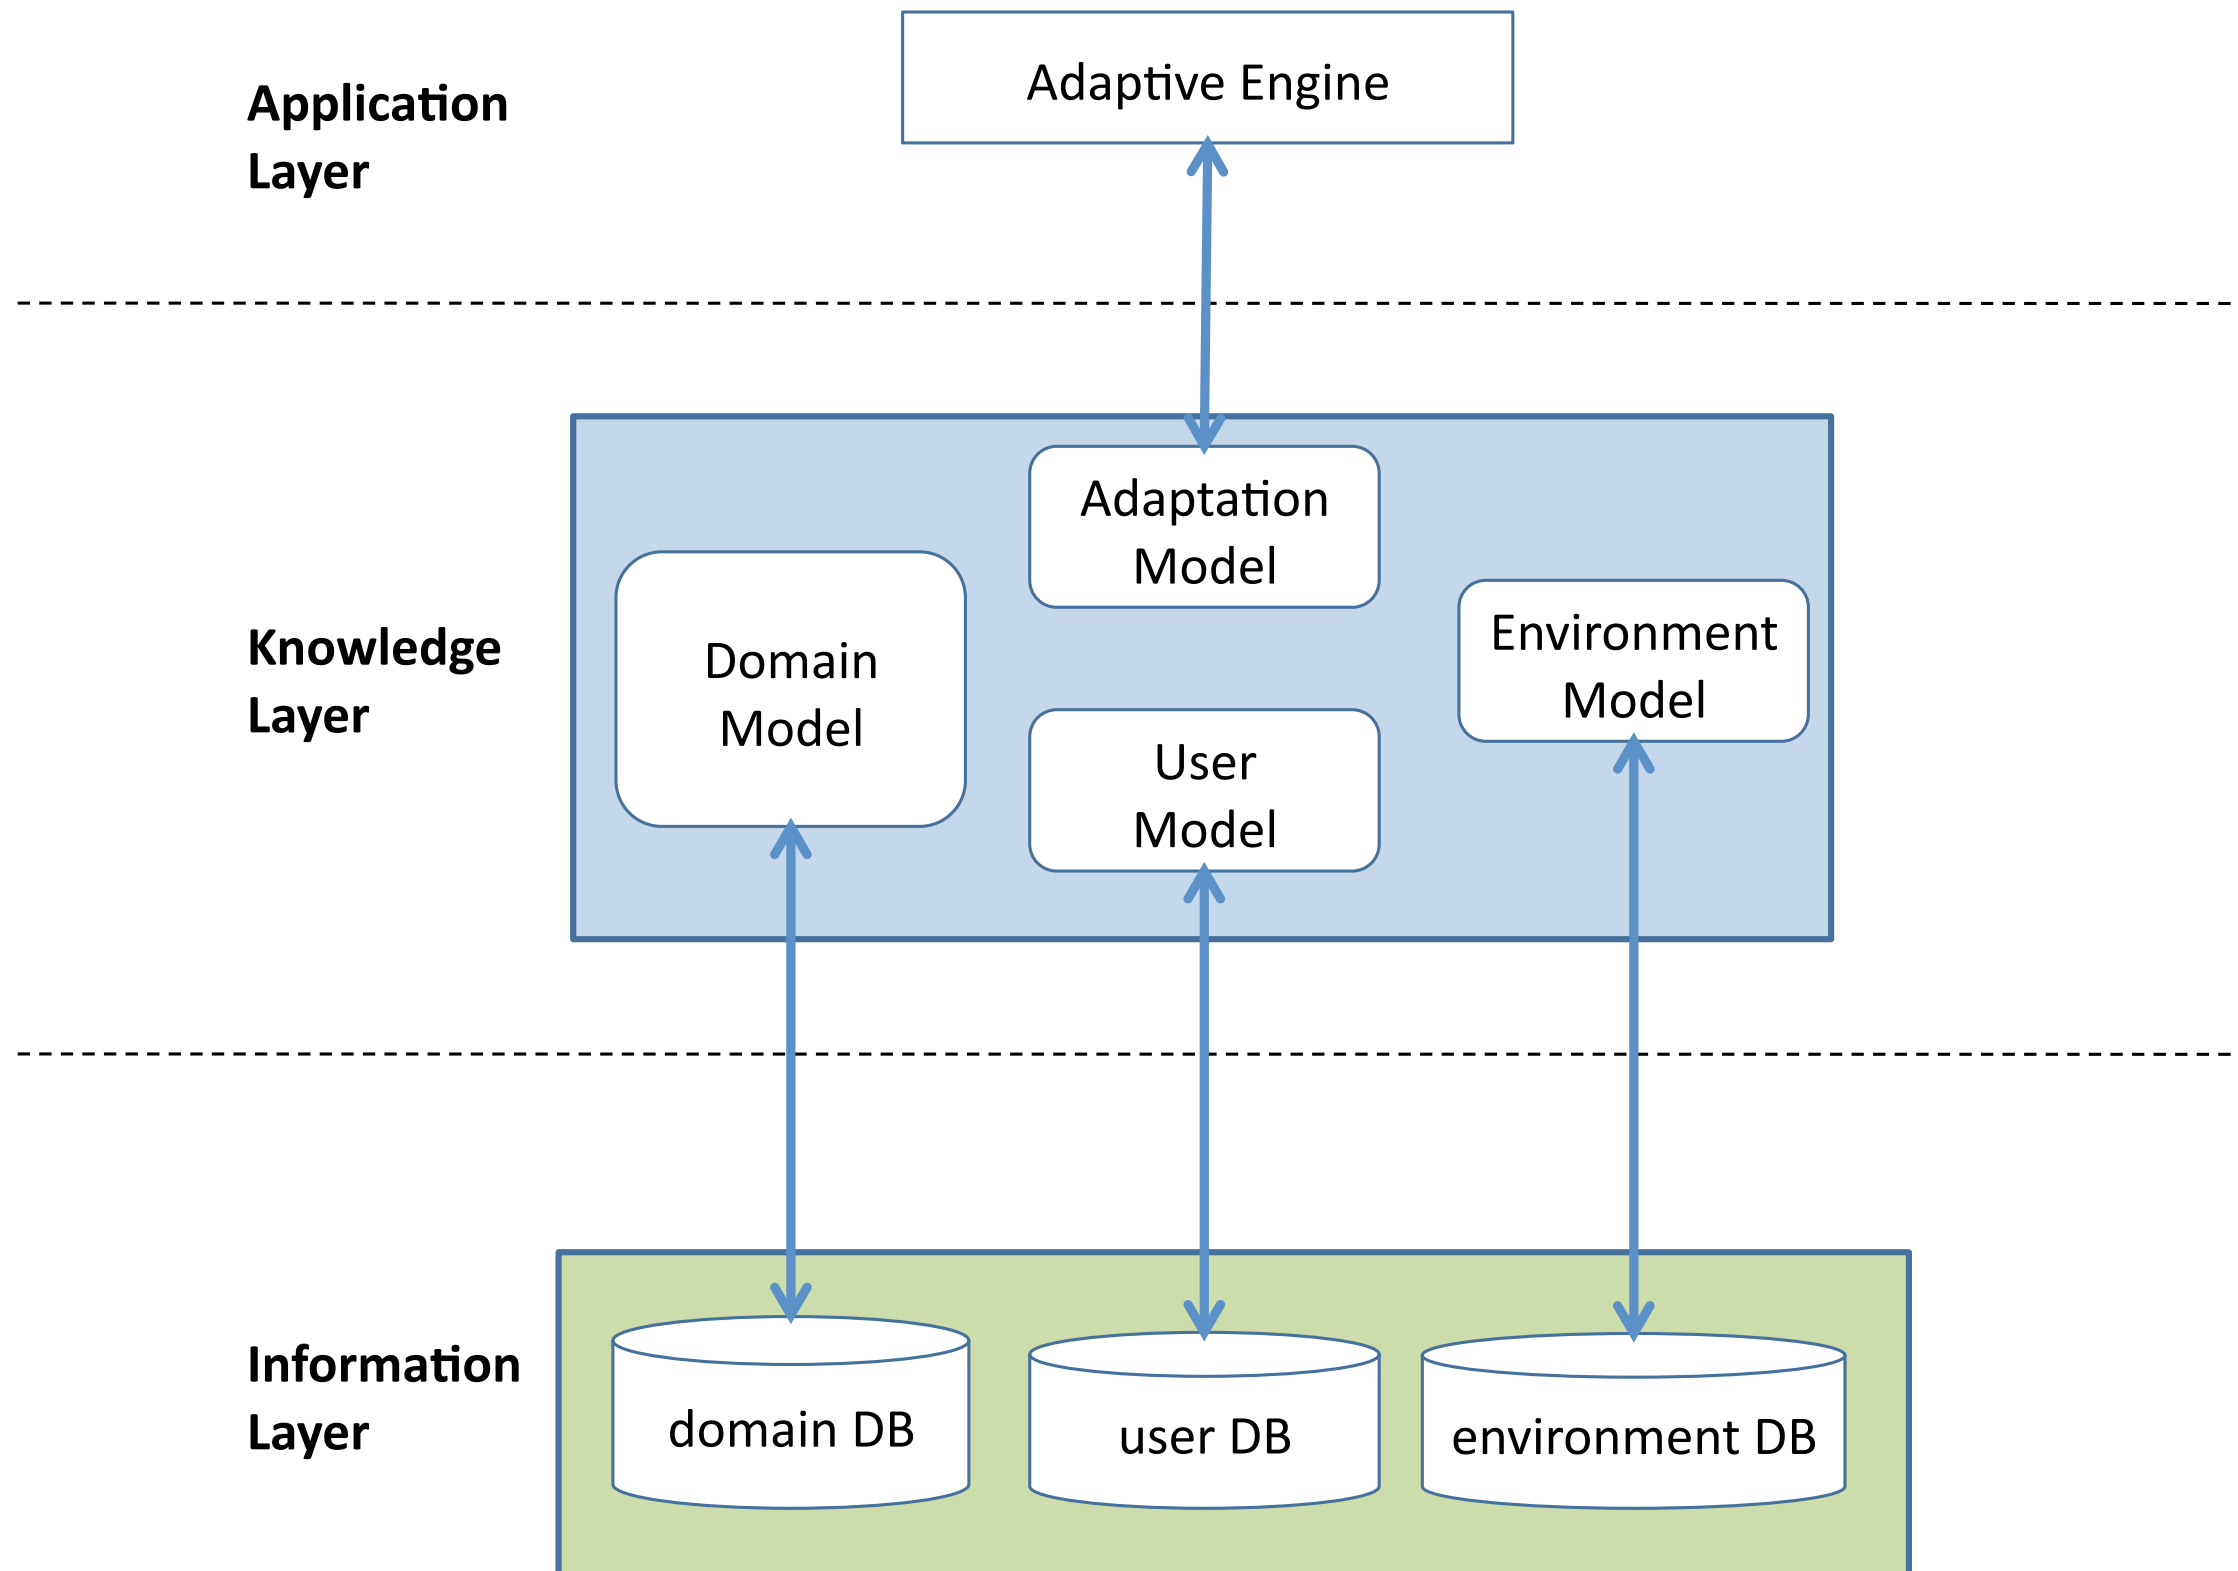 Application
Layer
Adaptive Engine
Knowledge
Layer
Domain
Model
Adaptation
Model
User
Model
Environment
Model
Information
Layer
domain DB
user DB
environment DB